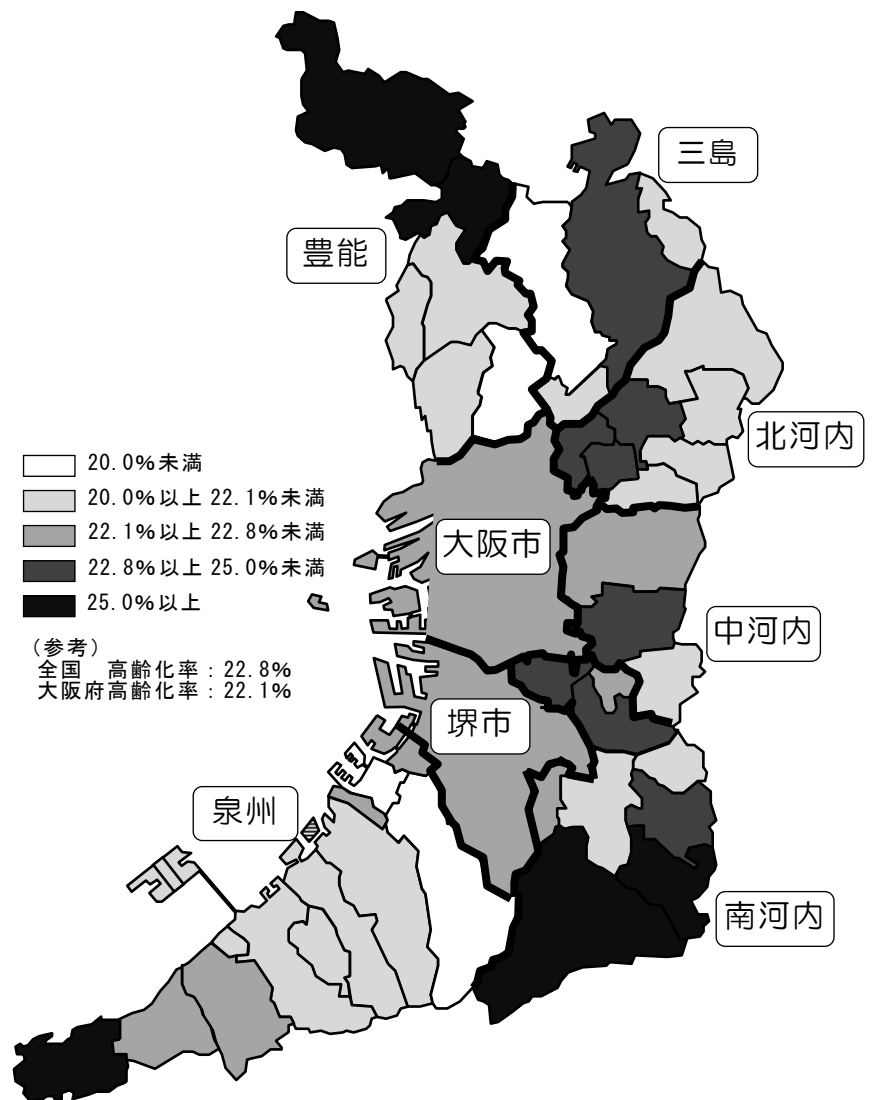 三島
豊能
北河内
20.0%未満
20.0%以上 22.1%未満
22.1%以上 22.8%未満
22.8%以上 25.0%未満
25.0%以上
大阪市
(参考)
全国　高齢化率：22.8%
大阪府高齢化率：22.1%
中河内
堺市
泉州
南河内